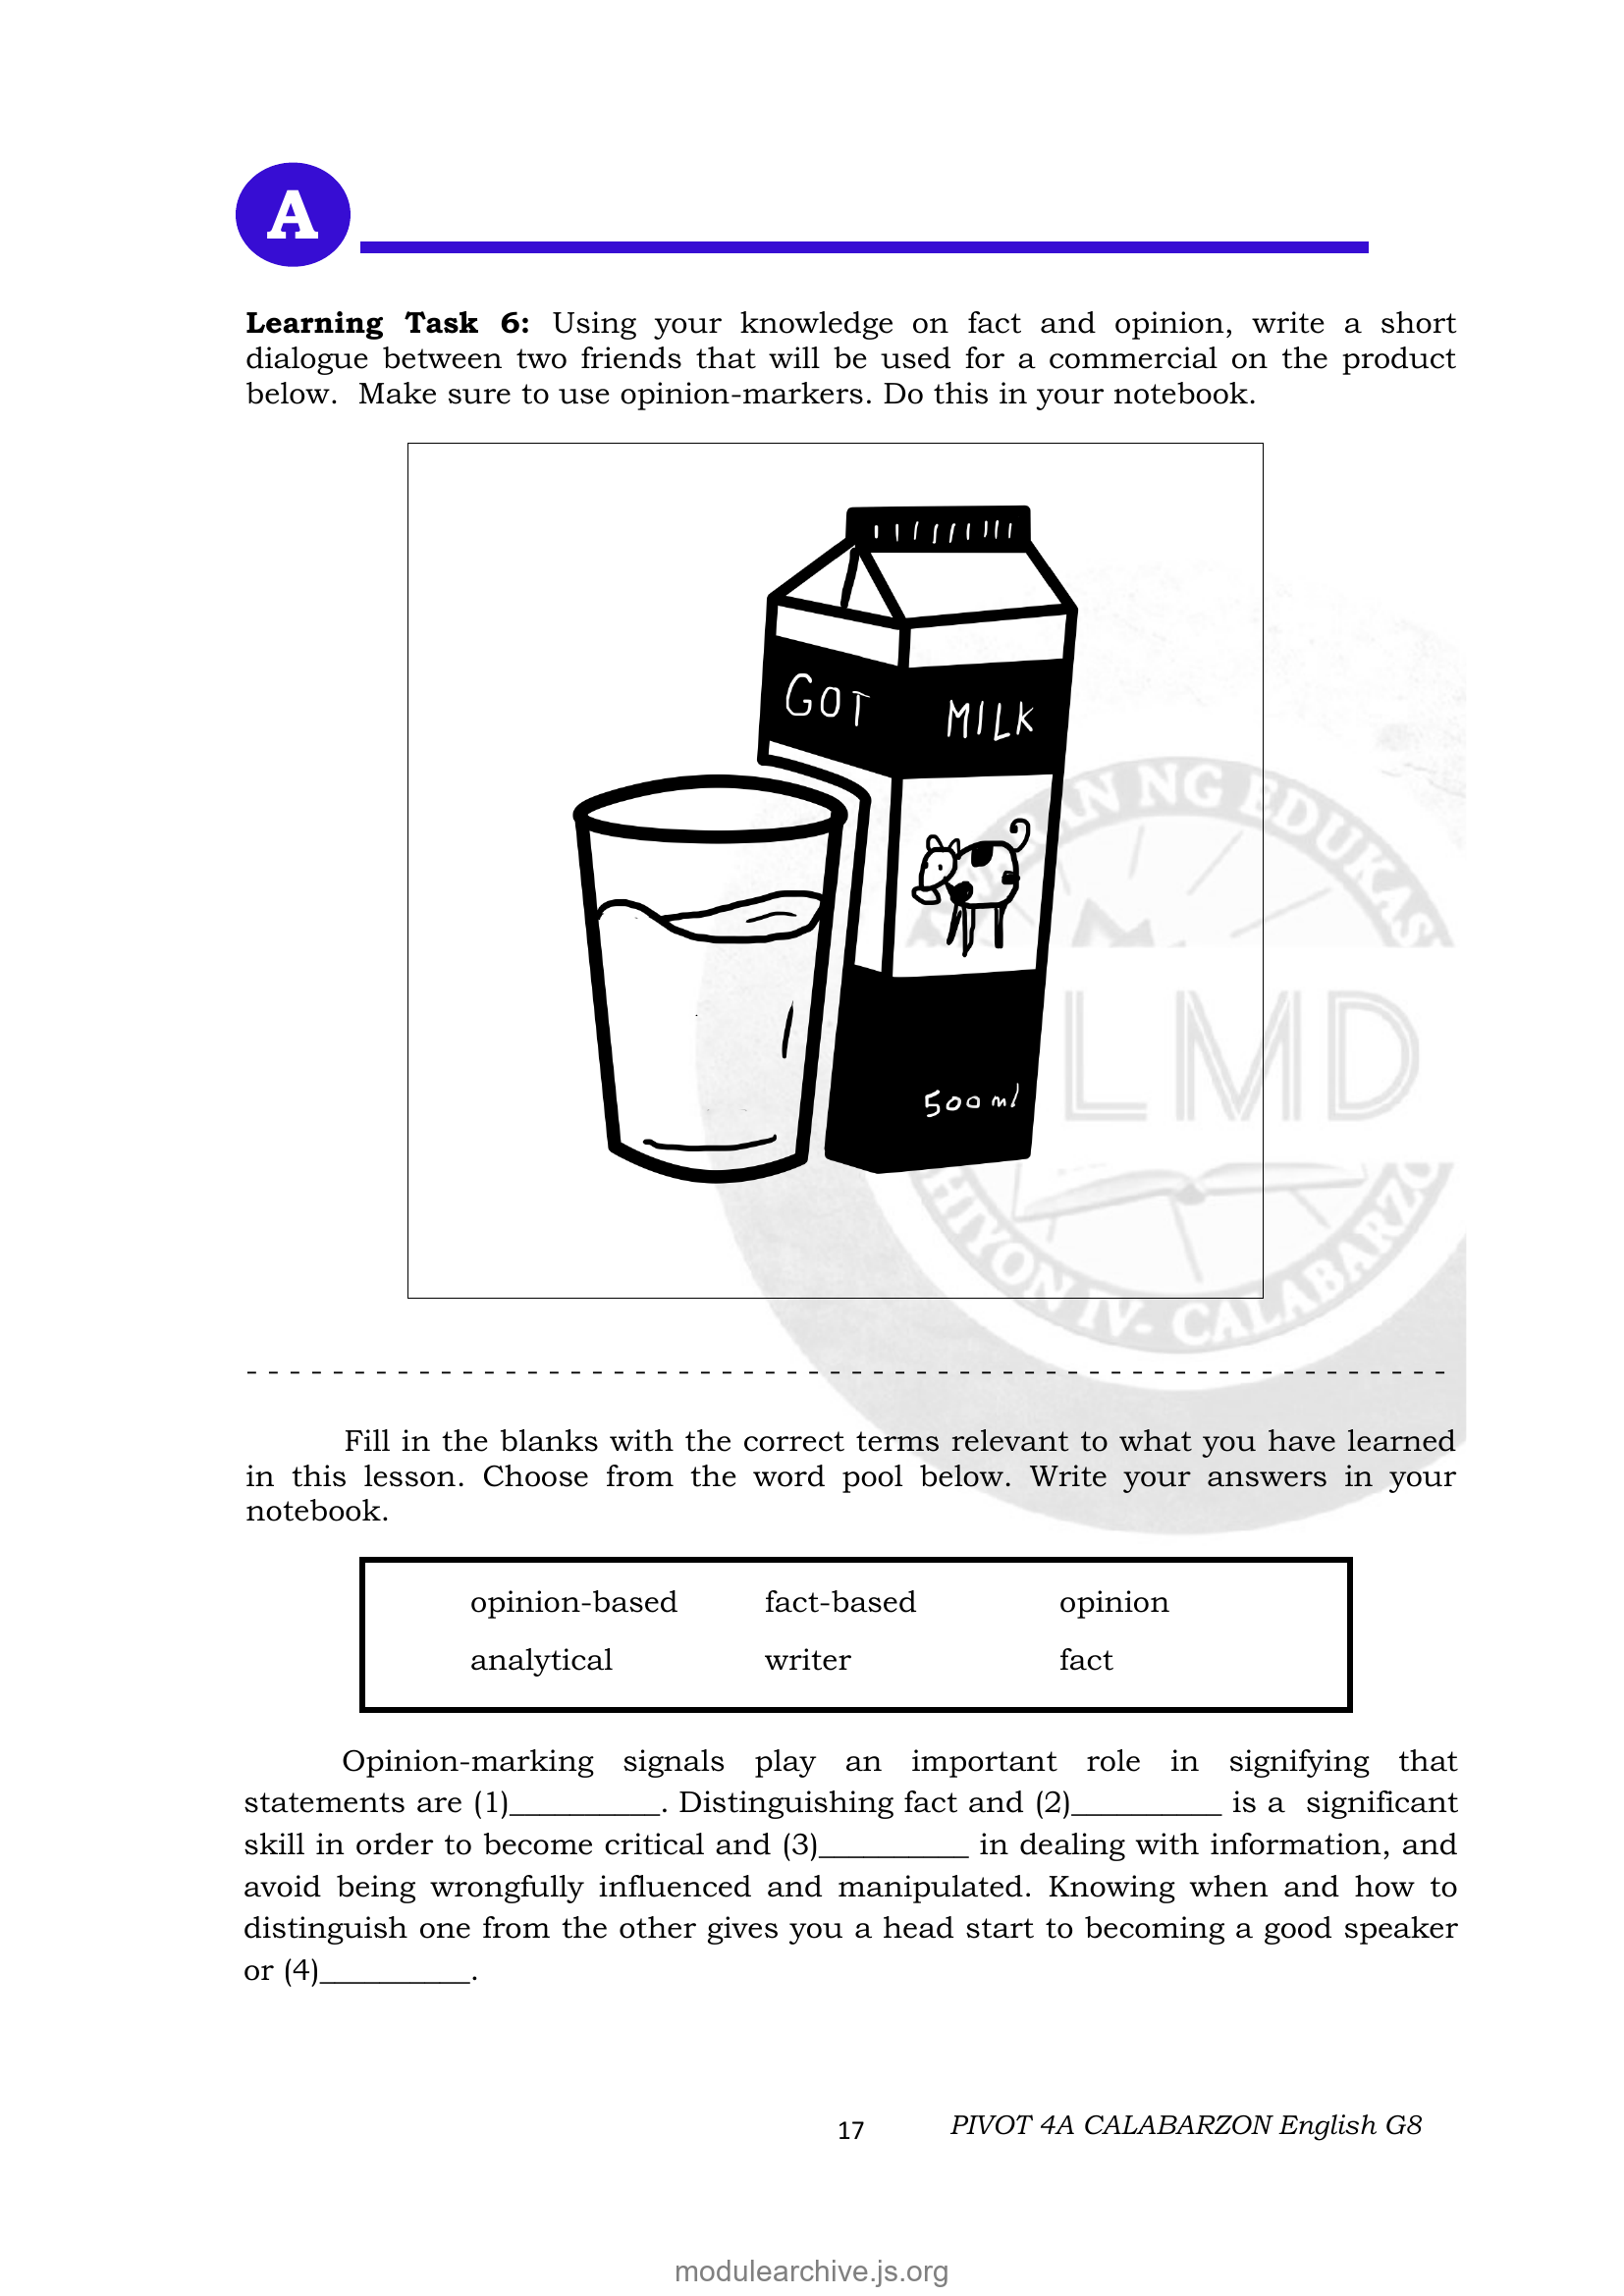 A
Learning Task 6: Using your knowledge on fact and opinion, write a short
dialogue between two friends that will be used for a commercial on the product
below. Make sure to use opinion-markers. Do this in your notebook.
GOT MILK
500 ml
AN NG EDUKAS
LMD
HIYON IV- CALABARZO
- - - - - - - - - - - - - - - - - - - - - - - - - - - - - - - - - - - - - - - - - - - - - - - - - - - - - - - -
Fill in the blanks with the correct terms relevant to what you have learned
in this lesson. Choose from the word pool below. Write your answers in your
notebook.
opinion-based fact-based opinion
analytical writer fact
Opinion-marking signals play an important role in signifying that
statements are (1)__________. Distinguishing fact and (2)__________ is a significant
skill in order to become critical and (3)__________ in dealing with information, and
avoid being wrongfully influenced and manipulated. Knowing when and how to
distinguish one from the other gives you a head start to becoming a good speaker
or (4)__________.
17 PIVOT 4A CALABARZON English G8
modulearchive.js.org